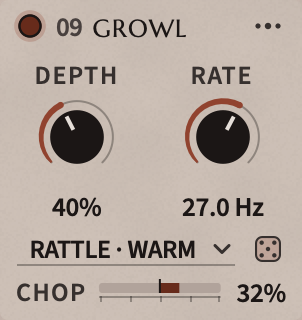 09 GROWL
DEPTH RATE
40% 27.0 Hz
RATTLE · WARM
CHOP 32%